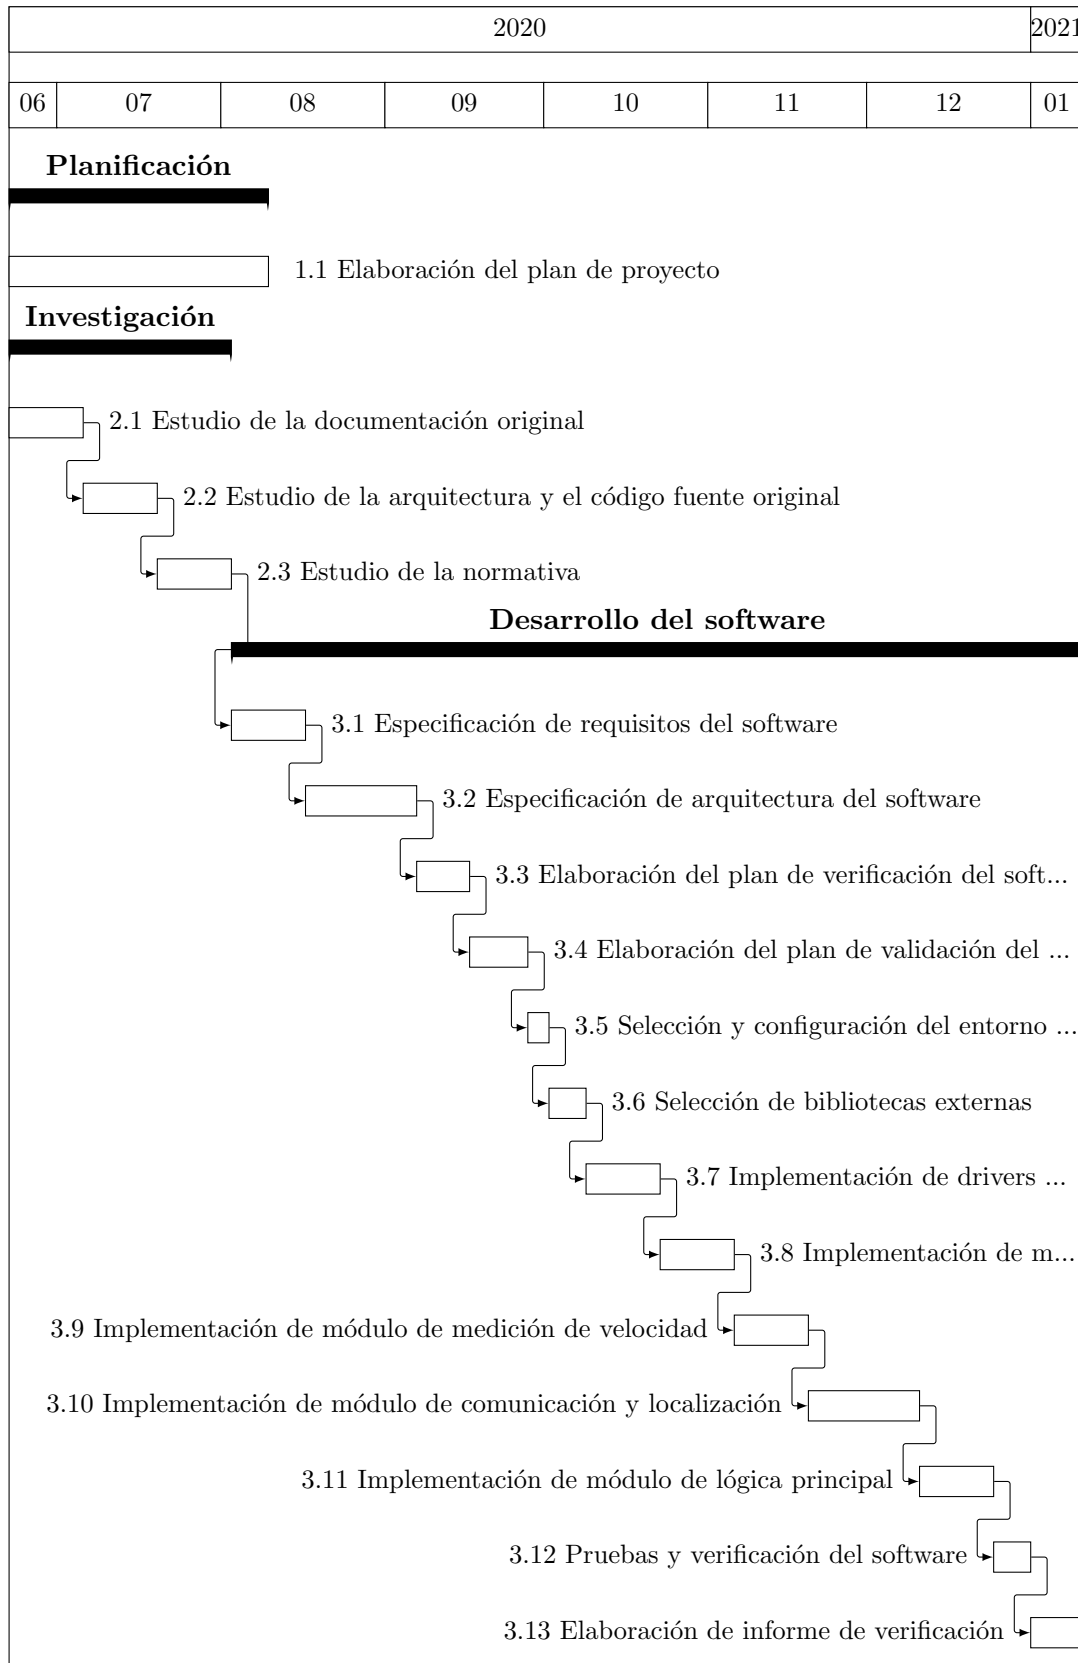 2020 2021
06 07 08 09 10 11 12 01
Planificación
1.1 Elaboración del plan de proyecto
Investigación
2.1 Estudio de la documentación original
2.2 Estudio de la arquitectura y el código fuente original
2.3 Estudio de la normativa
Desarrollo del software
3.1 Especificación de requisitos del software
3.2 Especificación de arquitectura del software
3.3 Elaboración del plan de verificación del soft...
3.4 Elaboración del plan de validación del ...
3.5 Selección y configuración del entorno ...
3.6 Selección de bibliotecas externas
3.7 Implementación de drivers ...
3.8 Implementación de m...
3.9 Implementación de módulo de medición de velocidad
3.10 Implementación de módulo de comunicación y localización
3.11 Implementación de módulo de lógica principal
3.12 Pruebas y verificación del software
3.13 Elaboración de informe de verificación